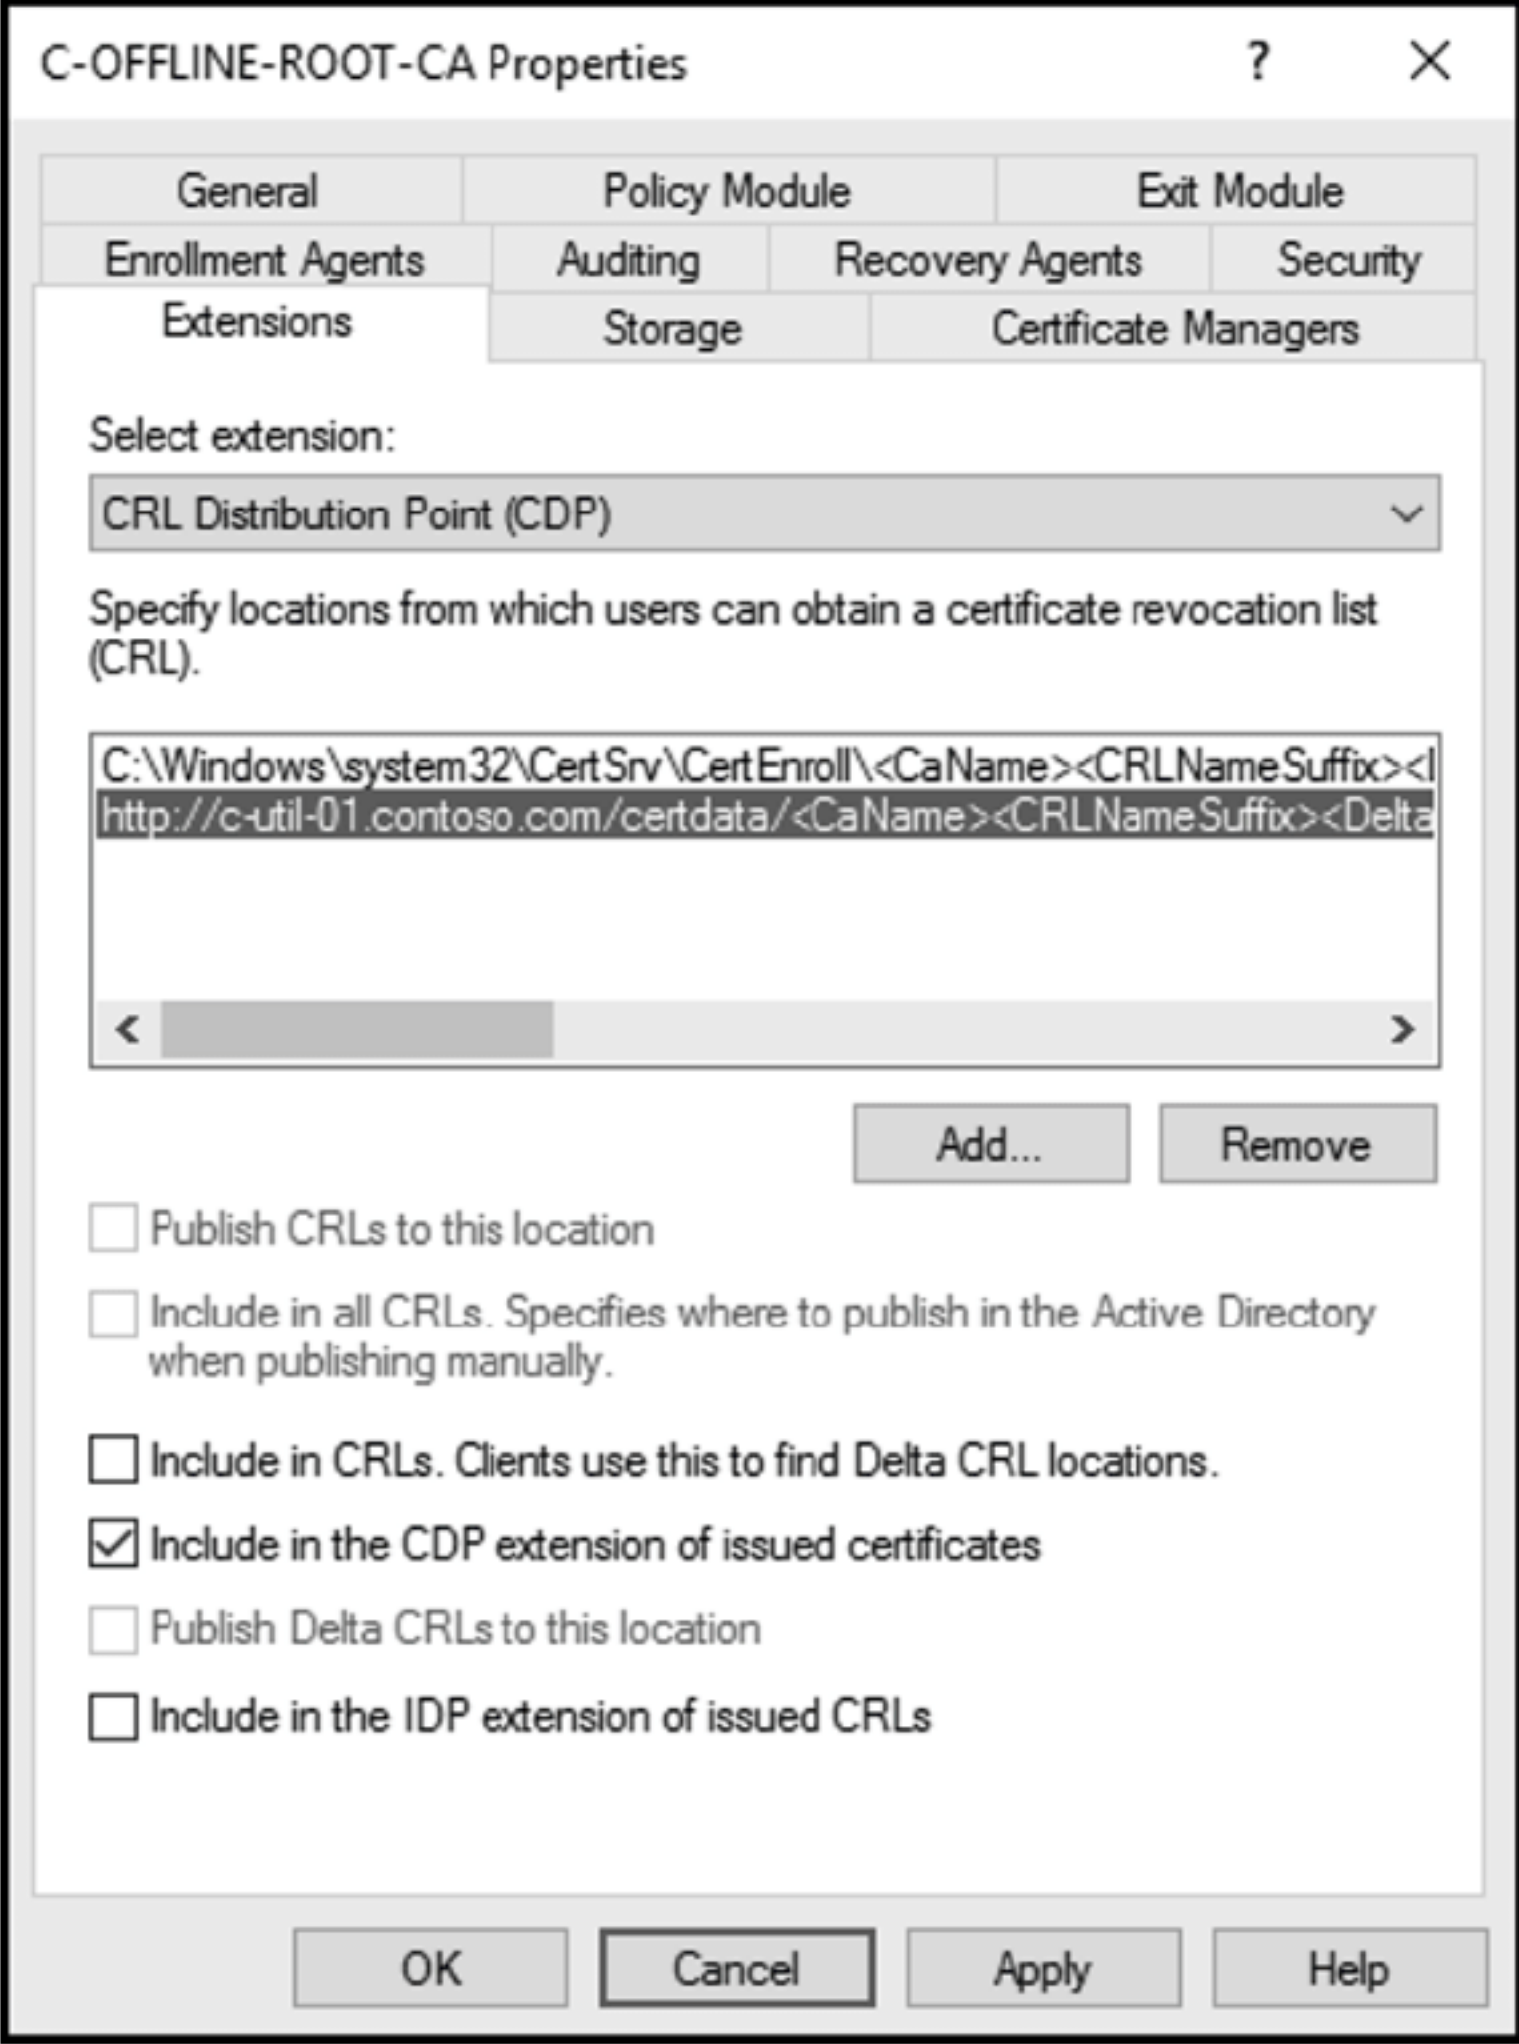 C-OFFLINE-ROOT-CA Properties ?
General Policy Module Exit Module
Enrollment Agents Auditing Recovery Agents Security
Extensions Storage Certificate Managers
Select extension:
CRL Distribution Point (CDP)
Specify locations from which users can obtain a certificate revocation list
(CRL).
C:\Windows\system32\CertSrv\CertEnroll\<CaName><CRLNameSuffix><
http://c-util-01.contoso.com/certdata/<CaName><CRLNameSuffix><Delta
Add... Remove
Publish CRLs to this location
Include in all CRLs. Specifies where to publish in the Active Directory
when publishing manually.
Include in CRLs. Clients use this to find Delta CRL locations.
Include in the CDP extension of issued certificates
Publish Delta CRLs to this location
Include in the IDP extension of issued CRLs
OK Cancel Apply Help